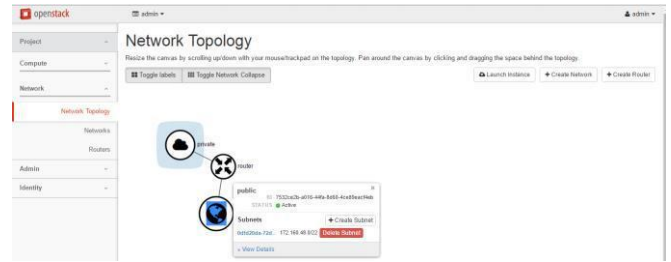 openstack
admin
admin
Project
Network Topology
Resize the canvas by scrolling up/down with your mouse/trackpad on the topology. Pan around the canvas by clicking and dragging the space behind the topology.
Compute
Toggle labels
Toggle Network Collapse
Launch Instance
+ Create Network
+ Create Router
Network
Network Topology
Networks
Routers
Admin
Identity
private
router
public
ID
STATUS Active
Subnets
+ Create Subnet
Delete Subnet
» View Details